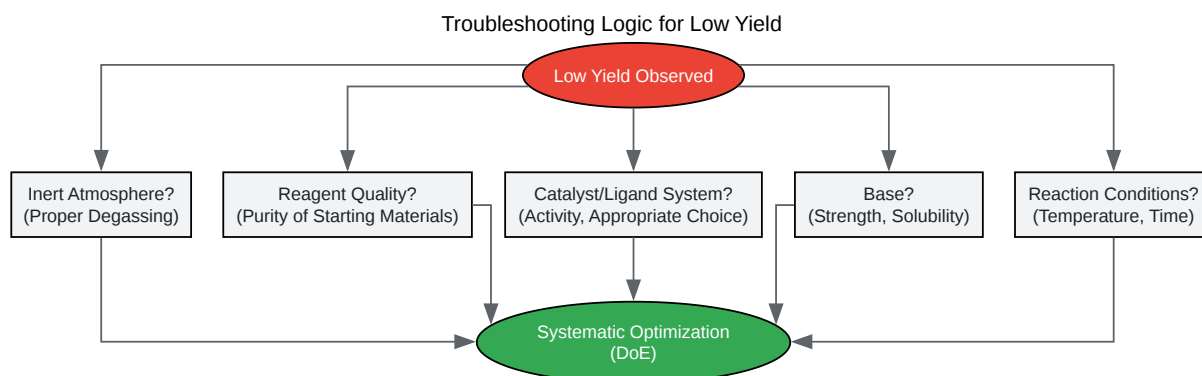 Troubleshooting Logic for Low Yield
Low Yield Observed
Inert Atmosphere?
(Proper Degassing)
Reagent Quality?
(Purity of Starting Materials)
Catalyst/Ligand System?
(Activity, Appropriate Choice)
Base?
(Strength, Solubility)
Reaction Conditions?
(Temperature, Time)
Systematic Optimization
(DoE)